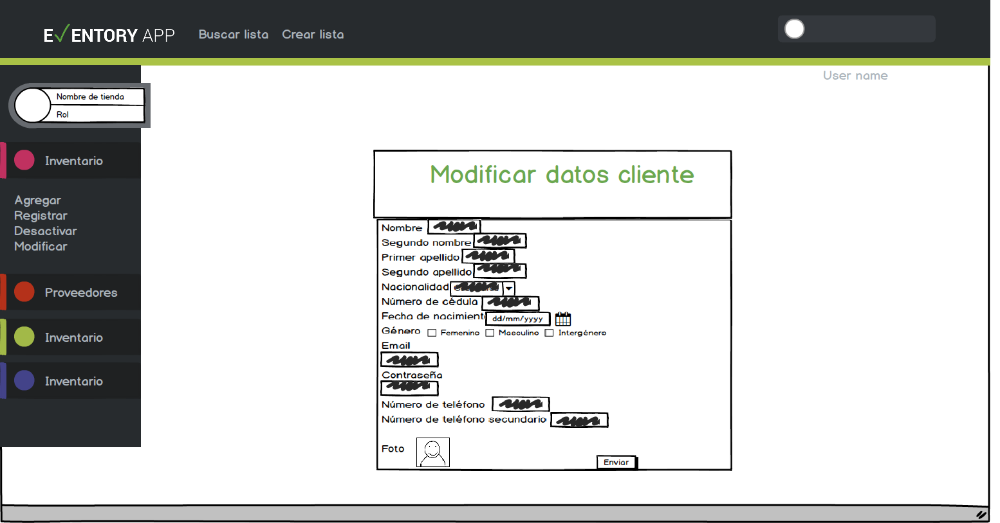 E✓ENTORY APP
Buscar lista
Crear lista
User name
Nombre de tienda
Rol
Inventario
Agregar
Registrar
Desactivar
Modificar
Proveedores
Inventario
Inventario
Modificar datos cliente
Nombre
Segundo nombre
Primer apellido
Segundo apellido
Nacionalidad
Número de cédula
Fecha de nacimiento dd/mm/yyyy
Género Femenino Masculino Intergénero
Email
Contraseña
Número de teléfono
Número de teléfono secundario
Foto
Enviar